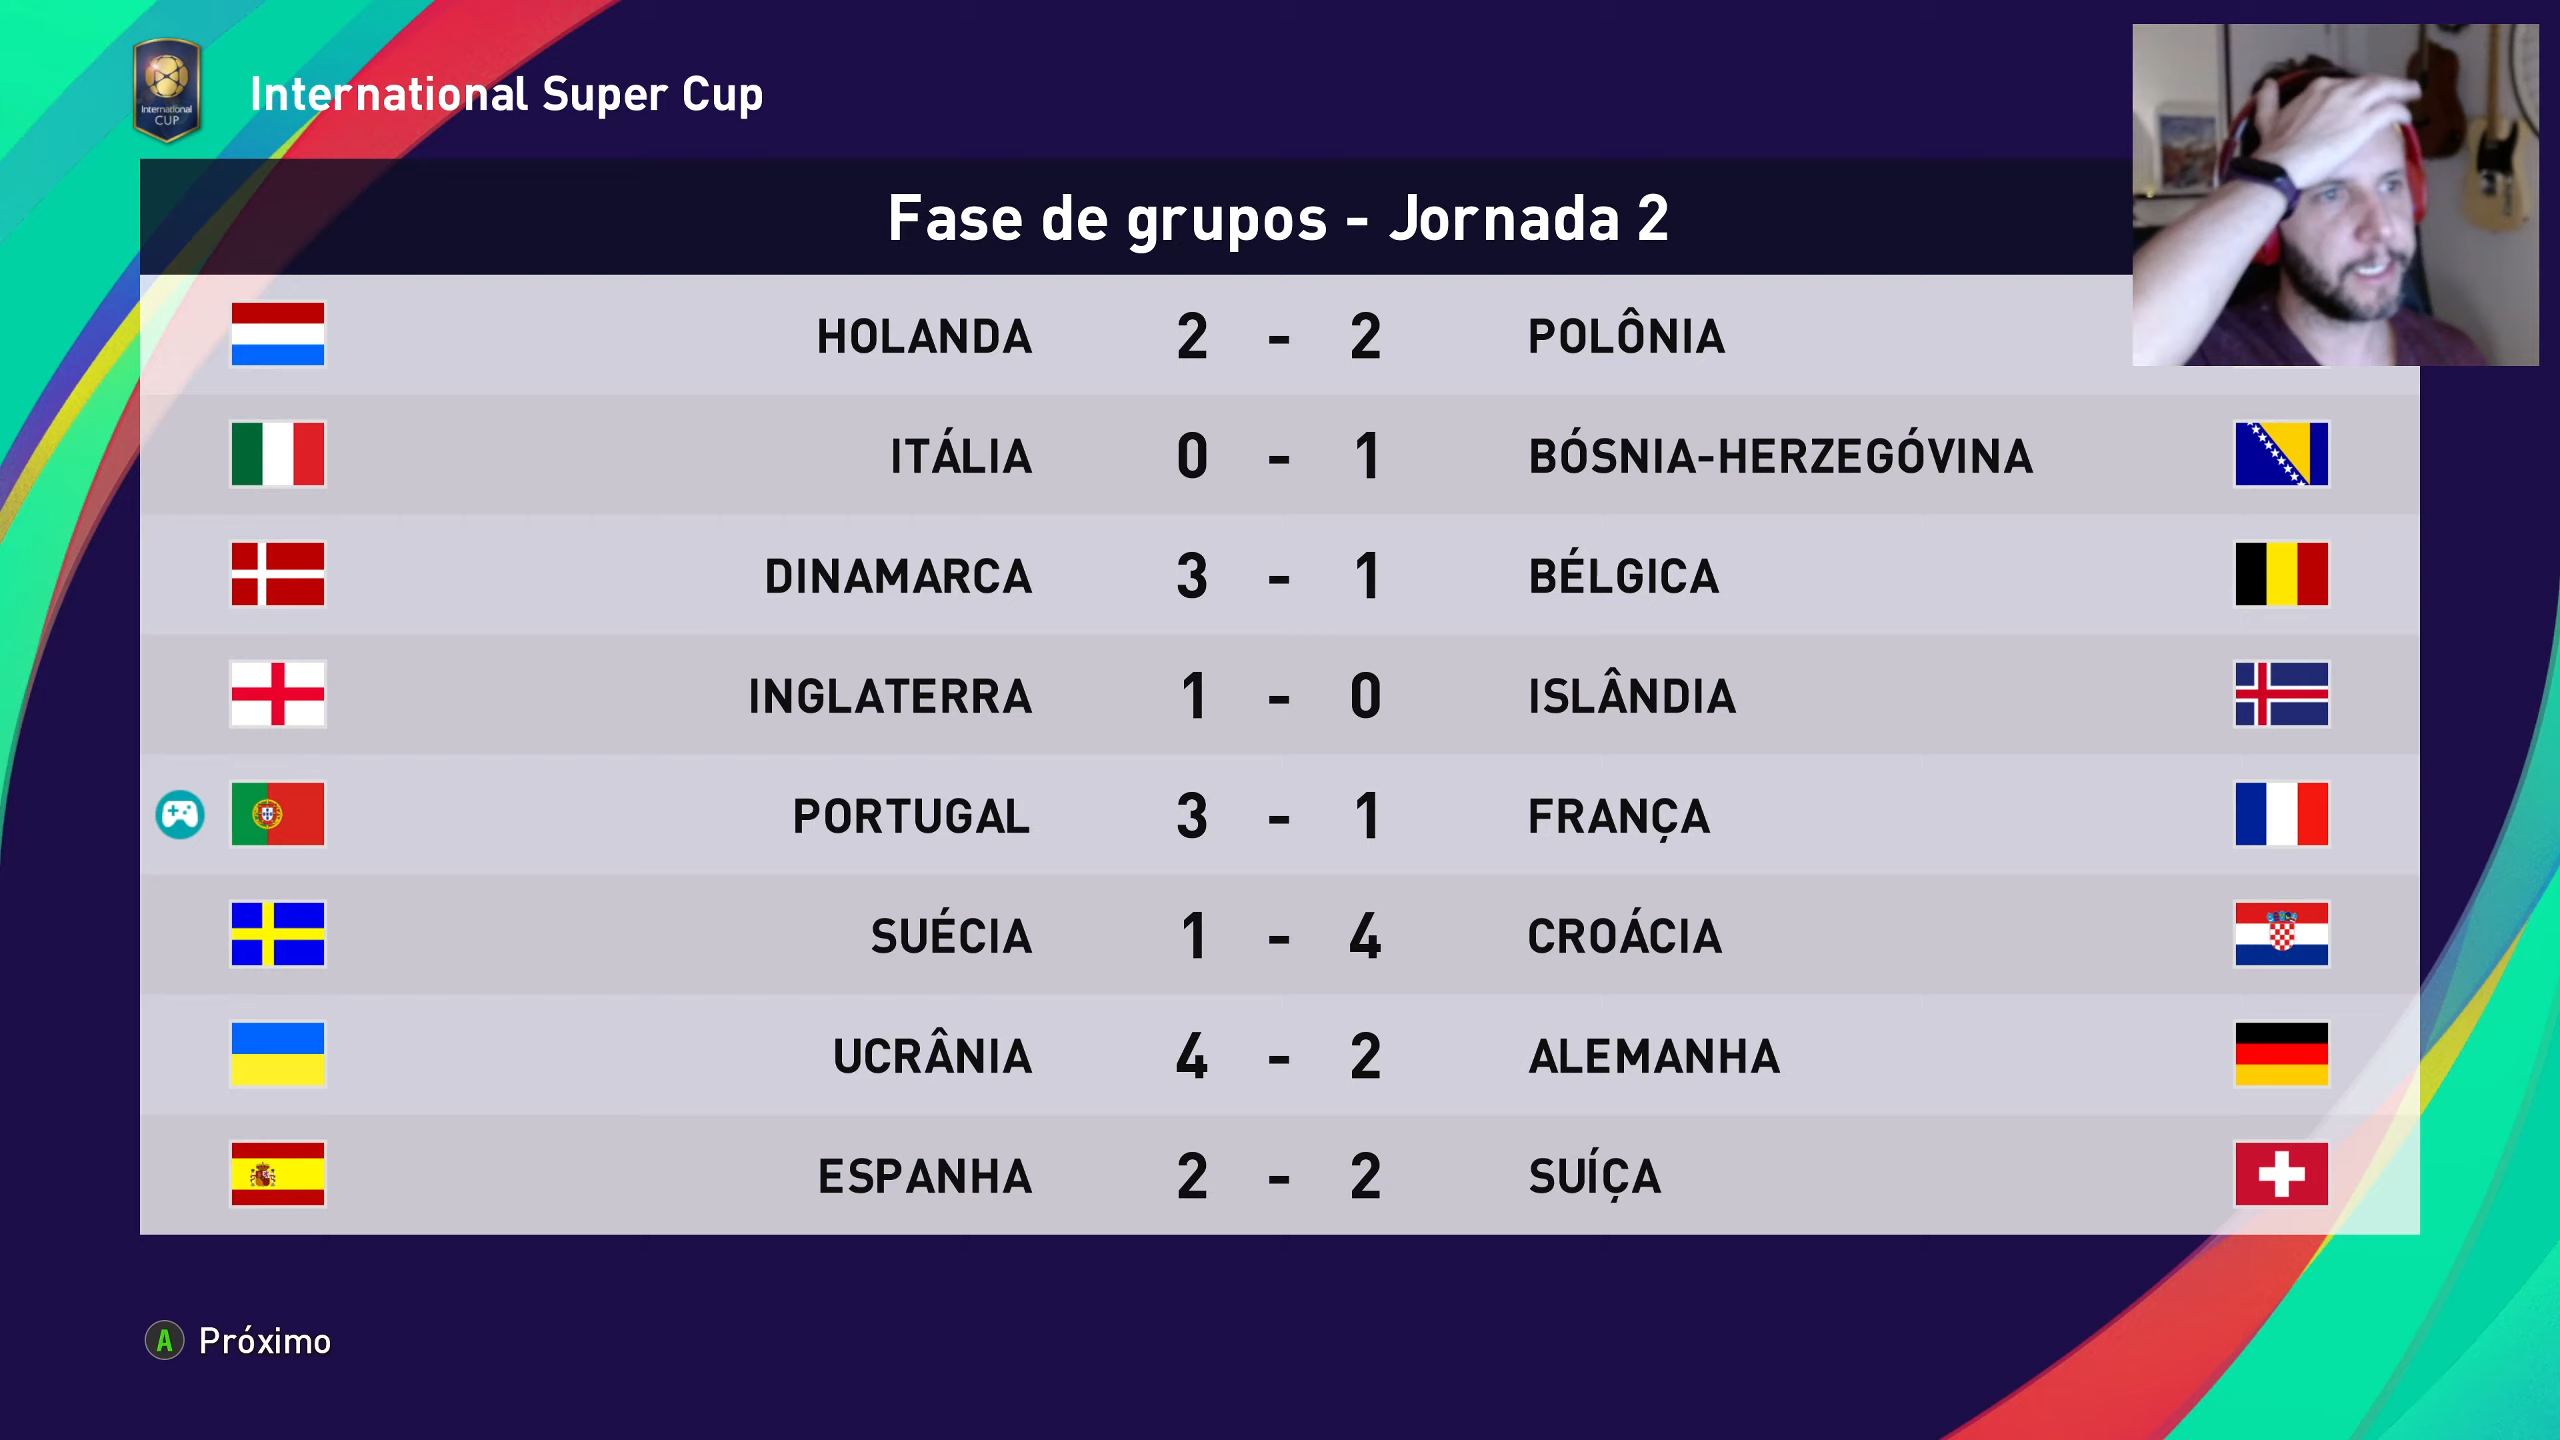 International
CUP
International Super Cup
Fase de grupos - Jornada 2
HOLANDA 2 - 2 POLÔNIA
ITÁLIA 0 - 1 BÓSNIA-HERZEGÓVINA
DINAMARCA 3 - 1 BÉLGICA
INGLATERRA 1 - 0 ISLÂNDIA
PORTUGAL 3 - 1 FRANÇA
SUÉCIA 1 - 4 CROÁCIA
UCRÂNIA 4 - 2 ALEMANHA
ESPANHA 2 - 2 SUÍÇA
A Próximo